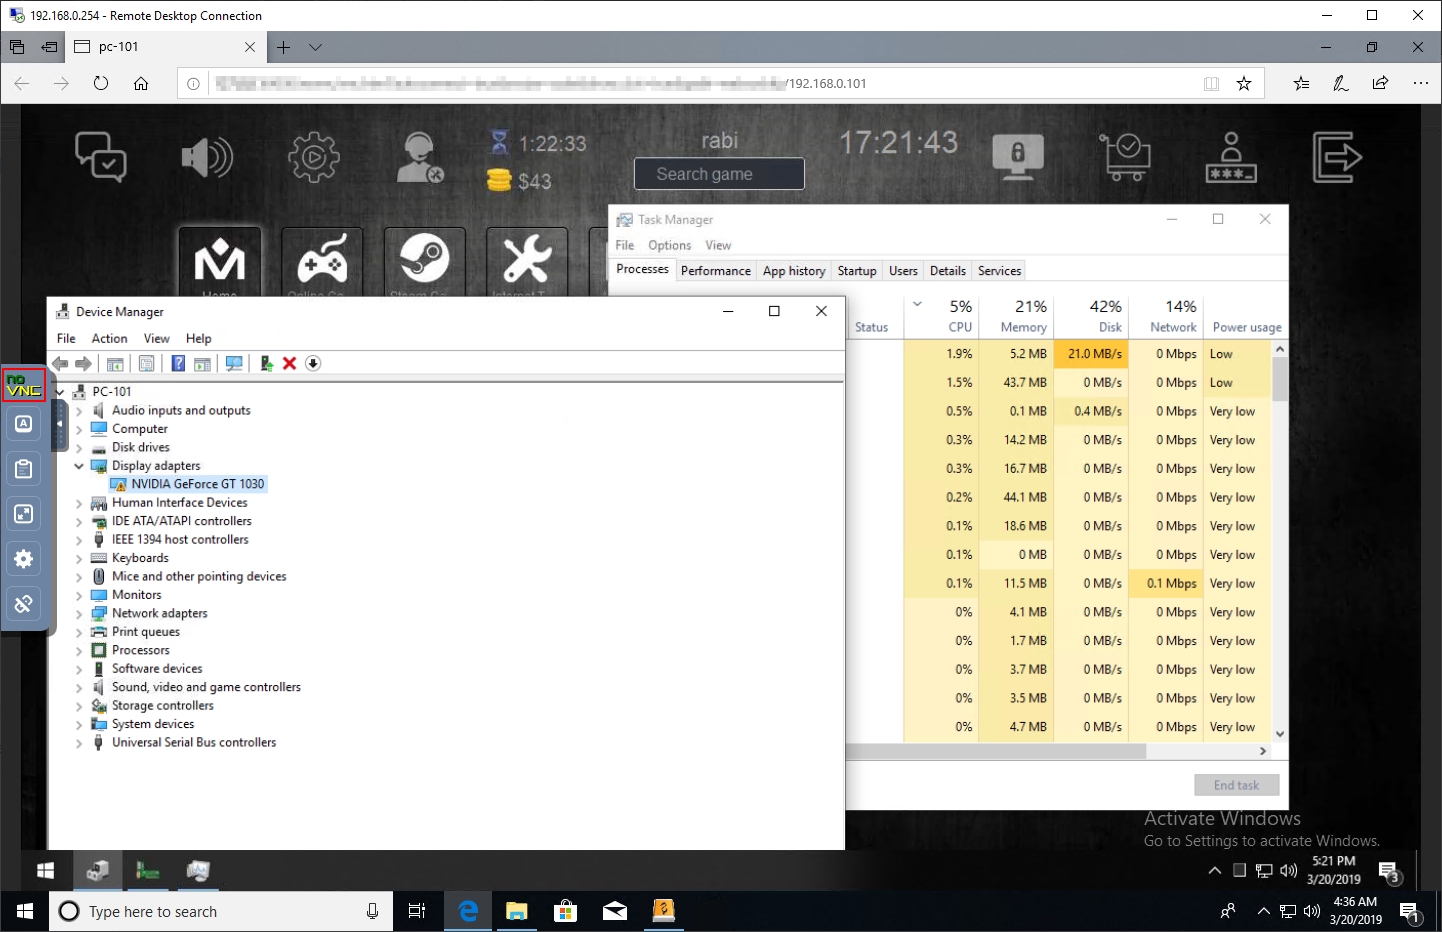 192.168.0.254 - Remote Desktop Connection
pc-101
/192.168.0.101
1:22:33
$43
rabi
Search game
17:21:43
***_
Task Manager
File Options View
Processes Performance App history Startup Users Details Services
Status
5% CPU
21% Memory
42% Disk
14% Network
Power usage
1.9% 5.2 MB 21.0 MB/s 0 Mbps Low
1.5% 43.7 MB 0 MB/s 0 Mbps Low
0.5% 0.1 MB 0.4 MB/s 0 Mbps Very low
0.3% 14.2 MB 0 MB/s 0 Mbps Very low
0.3% 16.7 MB 0 MB/s 0 Mbps Very low
0.2% 44.1 MB 0 MB/s 0 Mbps Very low
0.1% 18.6 MB 0 MB/s 0 Mbps Very low
0.1% 0 MB 0 MB/s 0 Mbps Very low
0.1% 11.5 MB 0 MB/s 0.1 Mbps Very low
0% 4.1 MB 0 MB/s 0 Mbps Very low
0% 1.7 MB 0 MB/s 0 Mbps Very low
0% 3.7 MB 0 MB/s 0 Mbps Very low
0% 3.5 MB 0 MB/s 0 Mbps Very low
0% 4.7 MB 0 MB/s 0 Mbps Very low
End task
Device Manager
File Action View Help
PC-101
Audio inputs and outputs
Computer
Disk drives
Display adapters
NVIDIA GeForce GT 1030
Human Interface Devices
IDE ATA/ATAPI controllers
IEEE 1394 host controllers
Keyboards
Mice and other pointing devices
Monitors
Network adapters
Print queues
Processors
Software devices
Sound, video and game controllers
Storage controllers
System devices
Universal Serial Bus controllers
no
VNC
A
Activate Windows
Go to Settings to activate Windows.
5:21 PM
3/20/2019
3
Type here to search
4:36 AM
3/20/2019
1